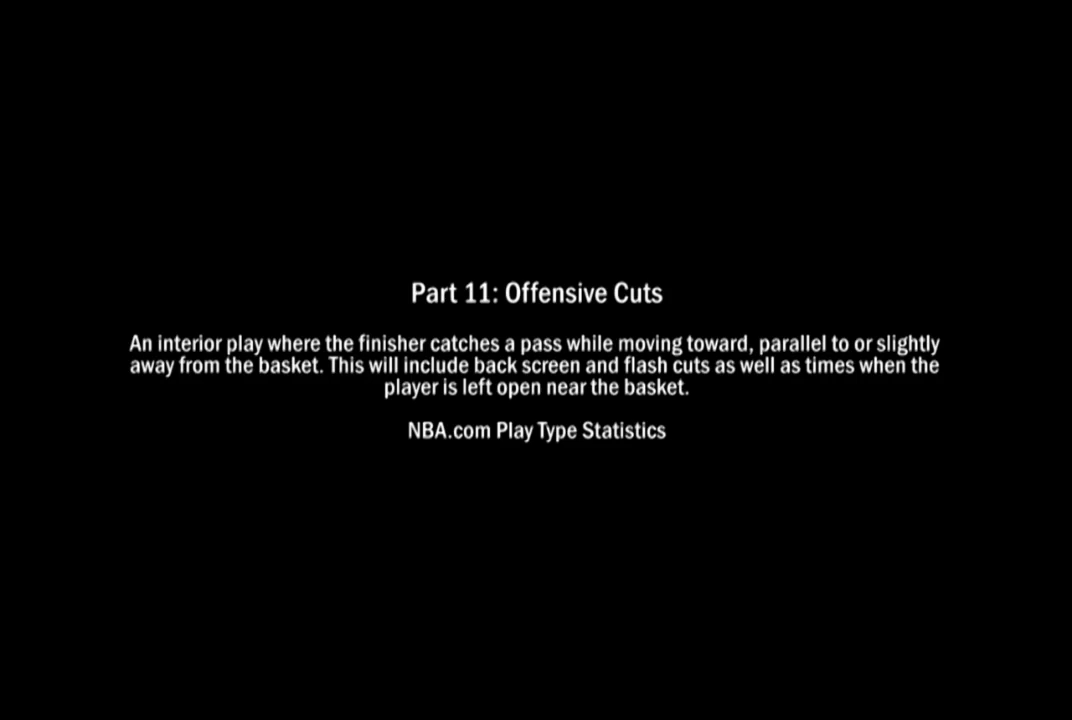 Part 11: Offensive Cuts
An interior play where the finisher catches a pass while moving toward, parallel to or slightly
away from the basket. This will include back screen and flash cuts as well as times when the
player is left open near the basket.
NBA.com Play Type Statistics